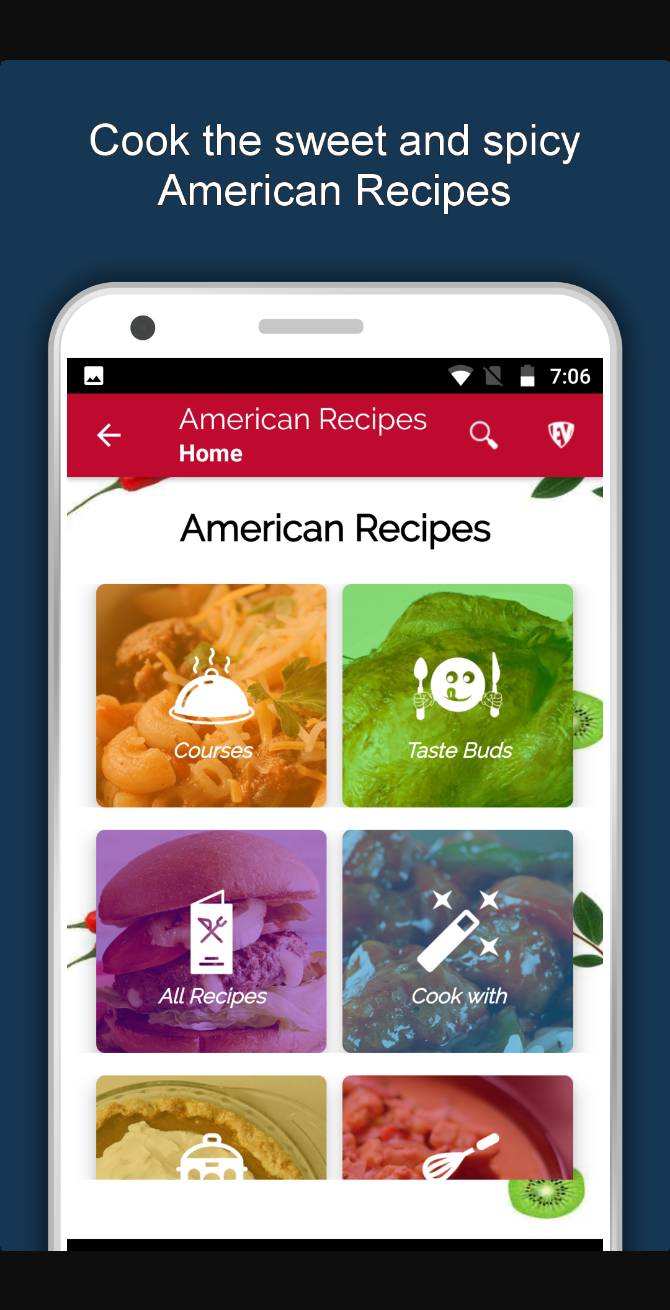 Cook the sweet and spicy
American Recipes
7:06
American Recipes
Home
EV
American Recipes
Courses
Taste Buds
All Recipes
Cook with